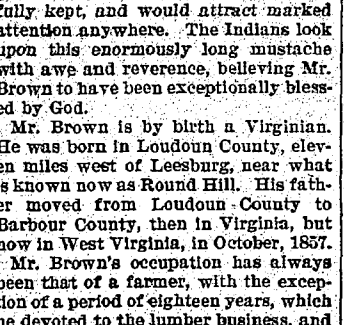 fully kept, and would attract marked
attention anywhere. The Indians look
upon this enormously long mustache
with awe and reverence, believing Mr.
Brown to have been exceptionally bless-
ed by God.
Mr. Brown is by birth a Virginian.
He was born in Loudoun County, elev-
en miles west of Leesburg, near what
is known now as Round Hill. His fath-
er moved from Loudoun County to
Barbour County, then in Virginia, but
now in West Virginia, in October, 1857.
Mr. Brown's occupation has always
been that of a farmer, with the excep-
tion of a period of eighteen years, which
he devoted to the lumber business, and